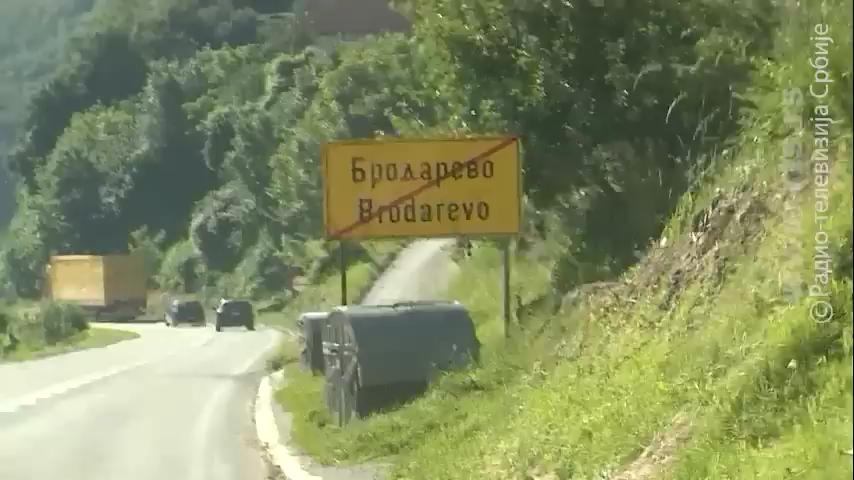 Бродарево
Brodarevo
© Радио-телевизија Србије